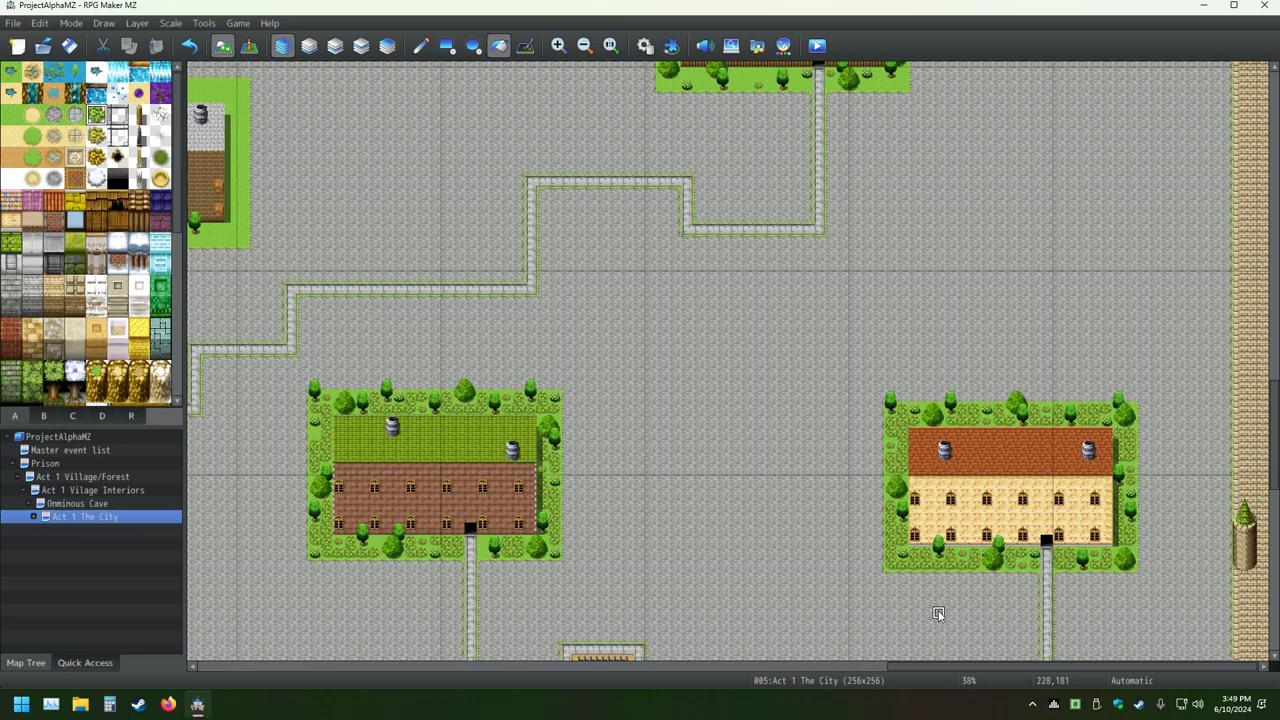 ProjectAlphaMZ - RPG Maker MZ
File Edit Mode Draw Layer Scale Tools Game Help
A B C D R
ProjectAlphaMZ
Master event list
Prison
Act 1 Village/Forest
Act 1 Vilage Interiors
Onminous Cave
Act 1 The City
Map Tree Quick Access
005:Act 1 The City (256x256) 38% 228,181 Automatic
3:49 PM
6/10/2024